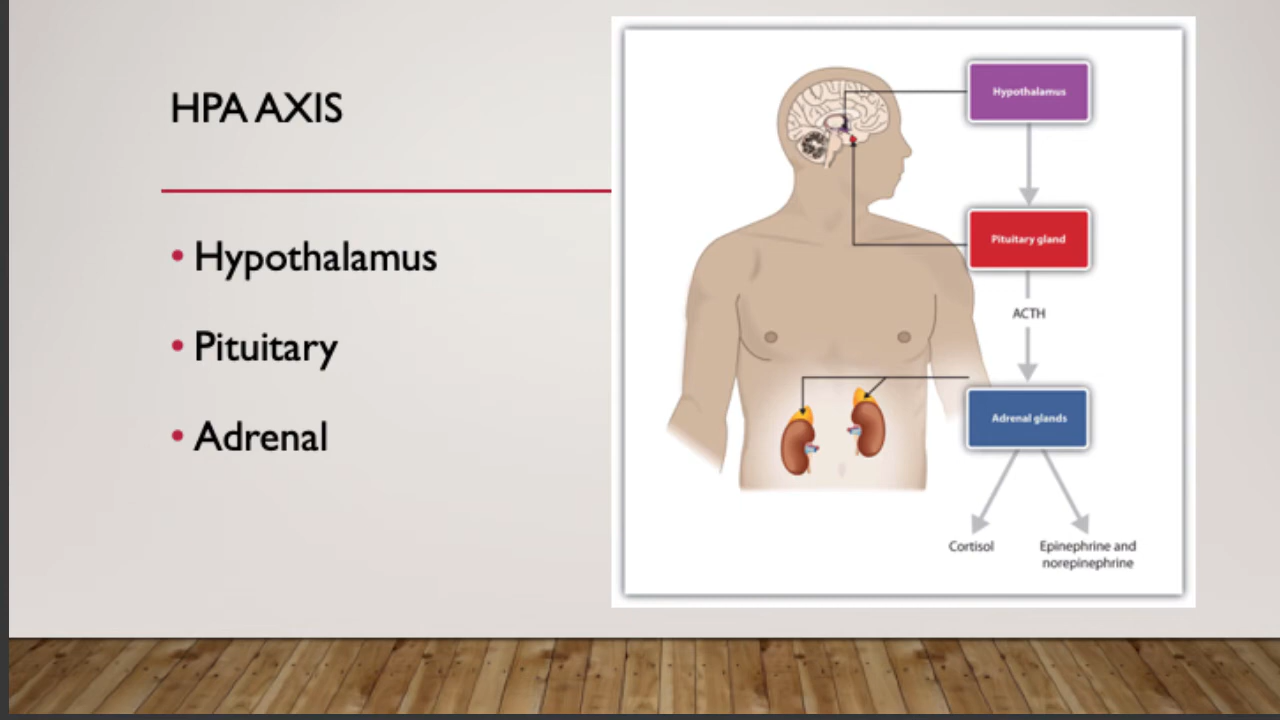 HPA AXIS
• Hypothalamus
• Pituitary
• Adrenal
Hypothalamus
Pituitary gland
ACTH
Adrenal glands
Cortisol
Epinephrine and
norepinephrine